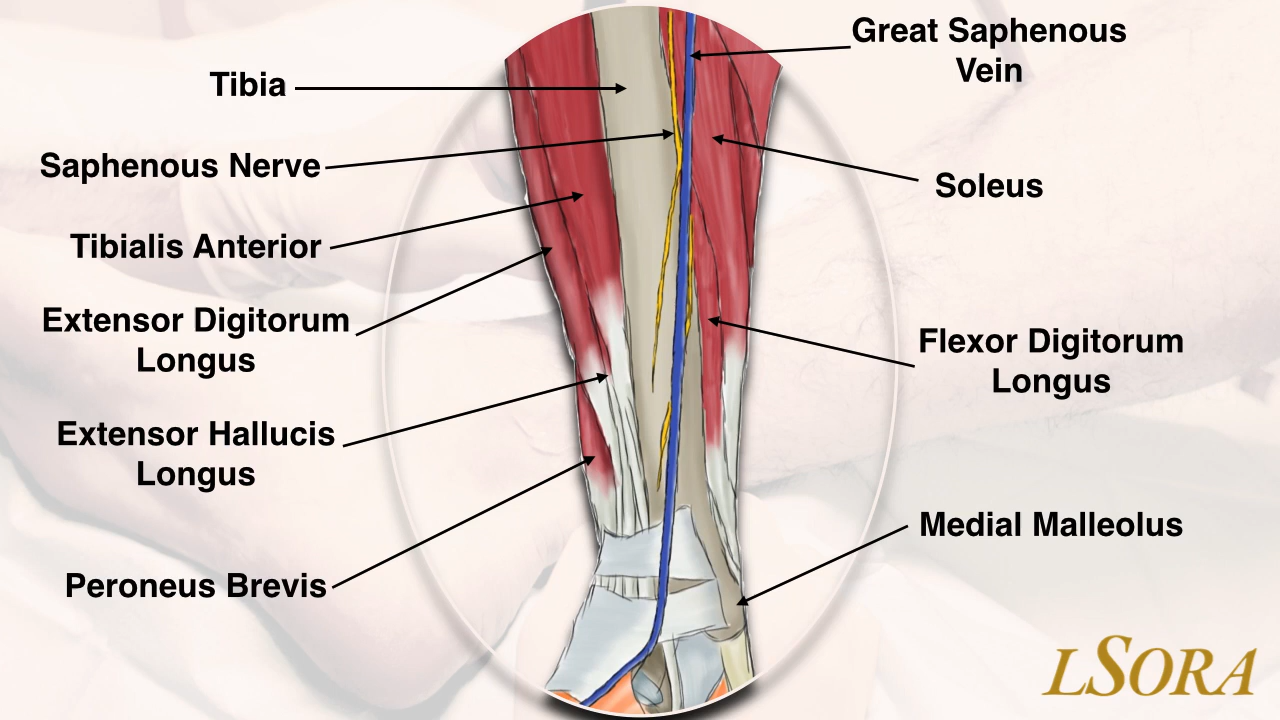 Great Saphenous
Vein
Tibia
Saphenous Nerve
Soleus
Tibialis Anterior
Extensor Digitorum
Longus
Flexor Digitorum
Longus
Extensor Hallucis
Longus
Medial Malleolus
Peroneus Brevis
LSORA